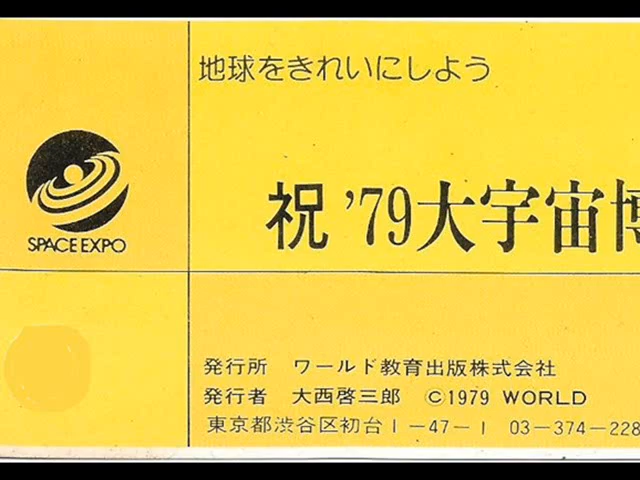 地球をきれいにしよう
SPACE EXPO
祝 '79大宇宙博
発行所 ワールド教育出版株式会社
発行者 大西啓三郎 ©1979 WORLD
東京都渋谷区初台1-47-1 03-374-228